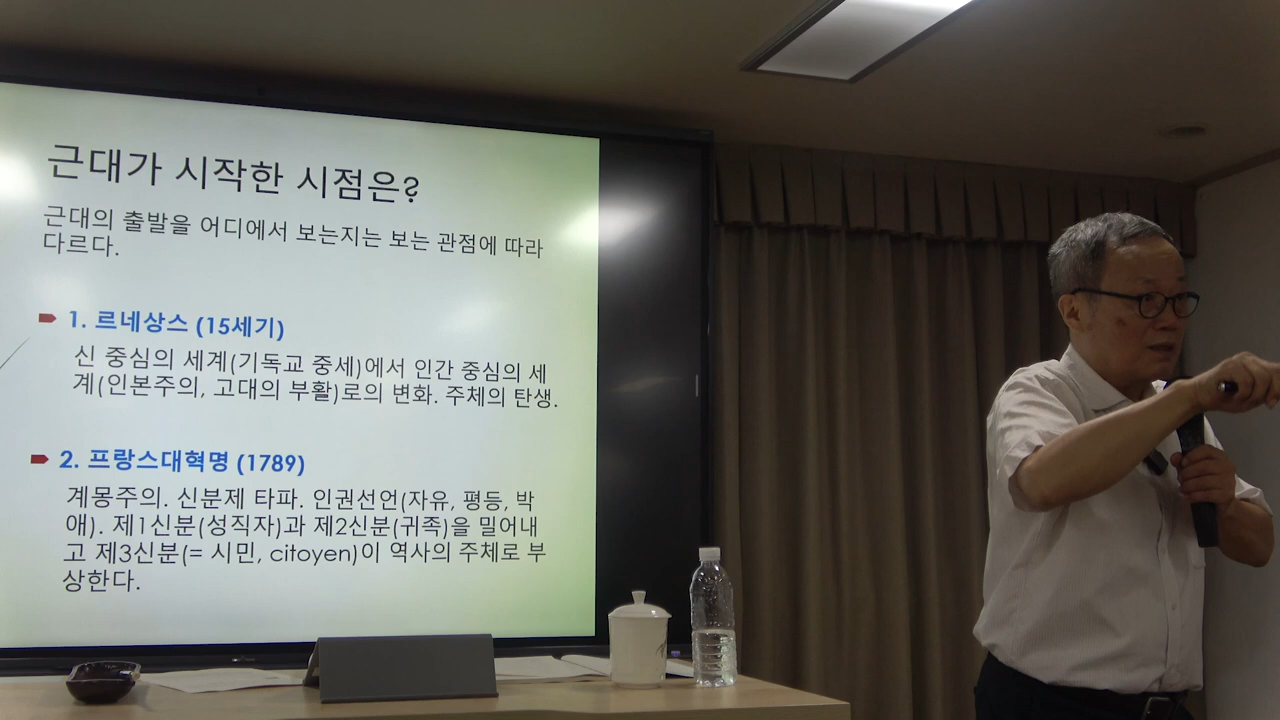 근대가 시작한 시점은?
근대의 출발을 어디에서 보는지는 보는 관점에 따라
다르다.
1. 르네상스 (15세기)
신 중심의 세계(기독교 중세)에서 인간 중심의 세
계(인본주의, 고대의 부활)로의 변화. 주체의 탄생.
2. 프랑스대혁명 (1789)
계몽주의. 신분제 타파. 인권선언(자유, 평등, 박
애). 제1신분(성직자)과 제2신분(귀족)을 밀어내
고 제3신분(= 시민, citoyen)이 역사의 주체로 부
상한다.